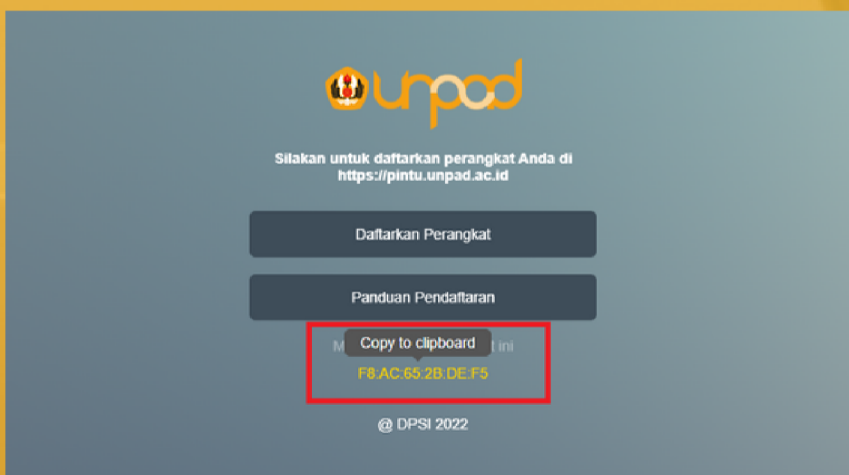 unpad
Silakan untuk daftarkan perangkat Anda di
https://pintu.unpad.ac.id
Daftarkan Perangkat
Panduan Pendaftaran
Copy to clipboard
ini
F8:AC:65:2B:DE:F5
@ DPSI 2022